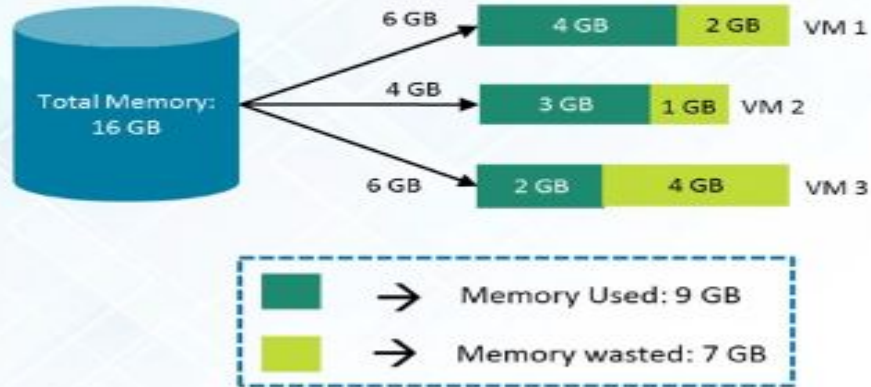 Total Memory:
16 GB
6 GB
4 GB
2 GB
VM 1
4 GB
3 GB
1 GB
VM 2
6 GB
2 GB
4 GB
VM 3
→ Memory Used: 9 GB
→ Memory wasted: 7 GB